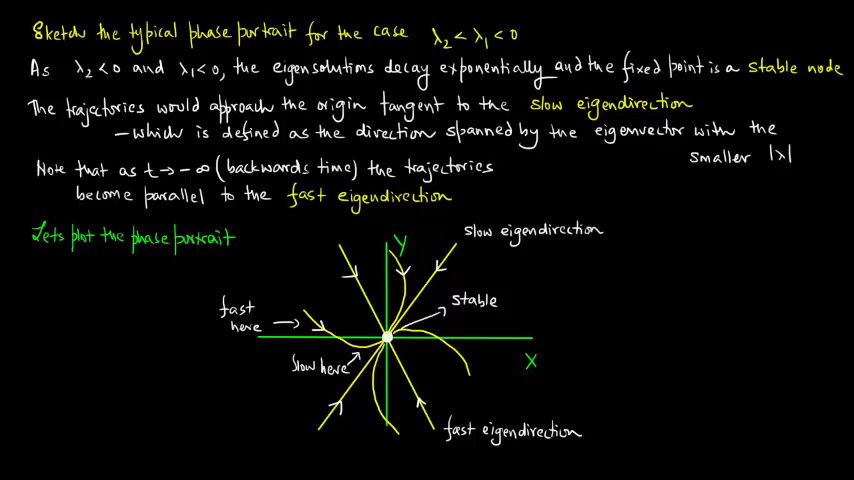 Sketch the typical phase portrait for the case λ₂ < λ₁ < 0
As λ₂ < 0 and λ₁ < 0, the eigensolutions decay exponentially and the fixed point is a stable node
The trajectories would approach the origin tangent to the slow eigendirection
– which is defined as the direction spanned by the eigenvector with the
smaller |λ|
Note that as t → -∞ (backwards time) the trajectories
become parallel to the fast eigendirection
Lets plot the phase portrait
slow eigendirection
Y
stable
fast
here
slow here
X
fast eigendirection